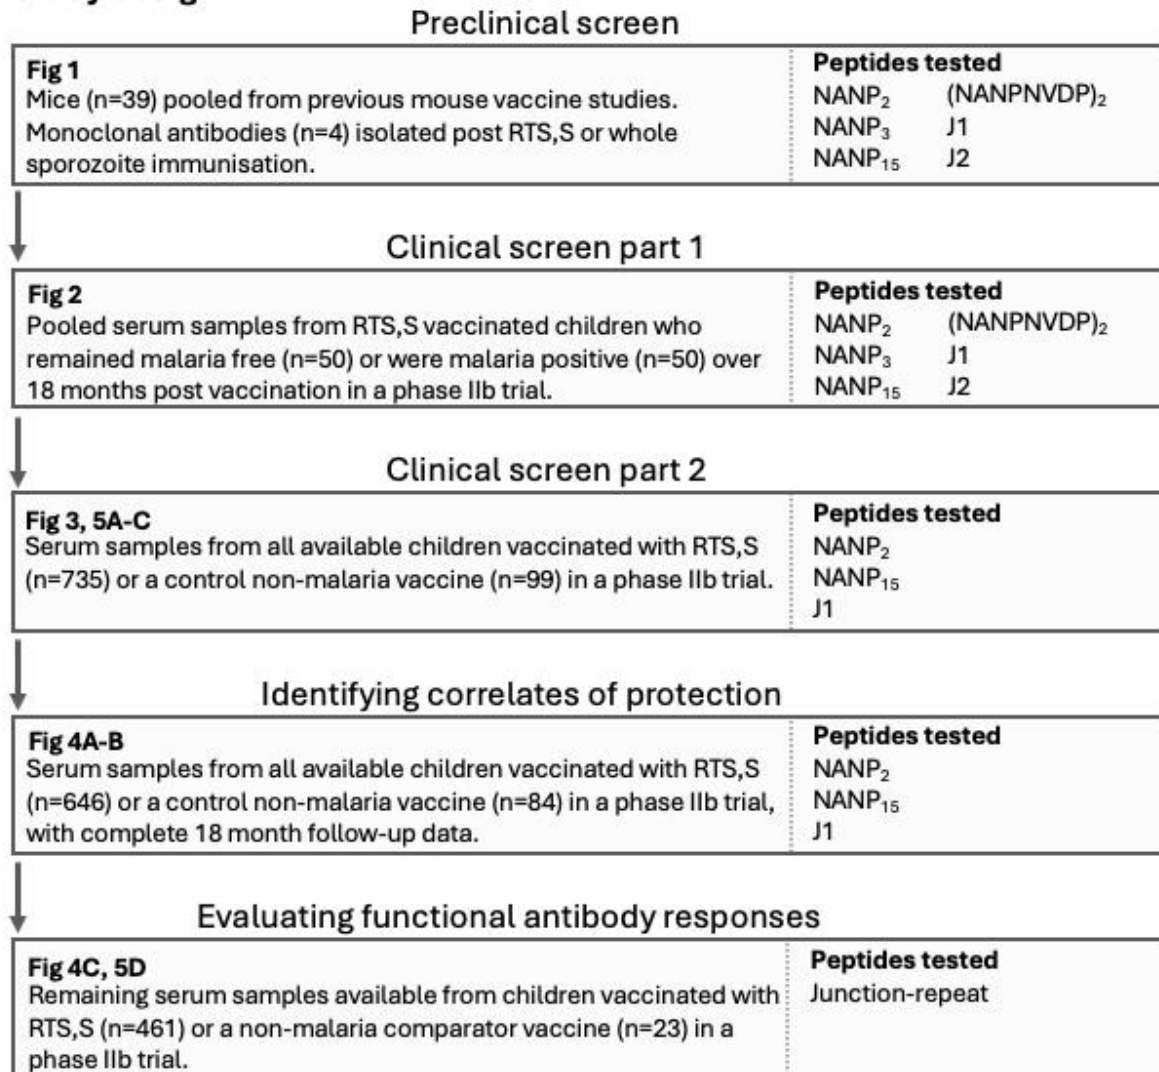 Preclinical screen
Fig 1
Mice (n=39) pooled from previous mouse vaccine studies.
Monoclonal antibodies (n=4) isolated post RTS,S or whole
sporozoite immunisation.
Peptides tested
NANP₂ (NANPNVDP)₂
NANP₃ J1
NANP₁₅ J2
Clinical screen part 1
Fig 2
Pooled serum samples from RTS,S vaccinated children who
remained malaria free (n=50) or were malaria positive (n=50) over
18 months post vaccination in a phase IIb trial.
Peptides tested
NANP₂ (NANPNVDP)₂
NANP₃ J1
NANP₁₅ J2
Clinical screen part 2
Fig 3, 5A-C
Serum samples from all available children vaccinated with RTS,S
(n=735) or a control non-malaria vaccine (n=99) in a phase IIb trial.
Peptides tested
NANP₂
NANP₁₅
J1
Identifying correlates of protection
Fig 4A-B
Serum samples from all available children vaccinated with RTS,S
(n=646) or a control non-malaria vaccine (n=84) in a phase IIb trial,
with complete 18 month follow-up data.
Peptides tested
NANP₂
NANP₁₅
J1
Evaluating functional antibody responses
Fig 4C, 5D
Remaining serum samples available from children vaccinated with
RTS,S (n=461) or a non-malaria comparator vaccine (n=23) in a
phase IIb trial.
Peptides tested
Junction-repeat